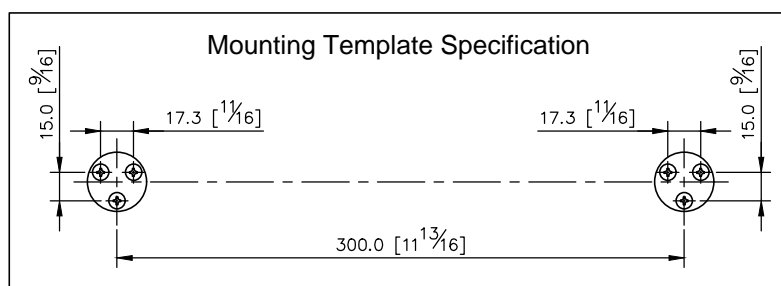 Mounting Template Specification
15.0 [9/16]
17.3 [11/16]
17.3 [11/16]
15.0 [9/16]
300.0 [11 13/16]